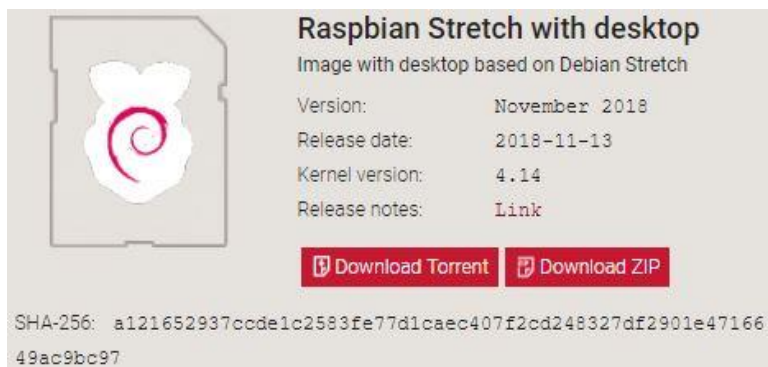 Raspbian Stretch with desktop
Image with desktop based on Debian Stretch
Version: November 2018
Release date: 2018-11-13
Kernel version: 4.14
Release notes: Link
Download Torrent Download ZIP
SHA-256: a121652937ccde1c2583fe77d1caec407f2cd248327df2901e47166
49ac9bc97